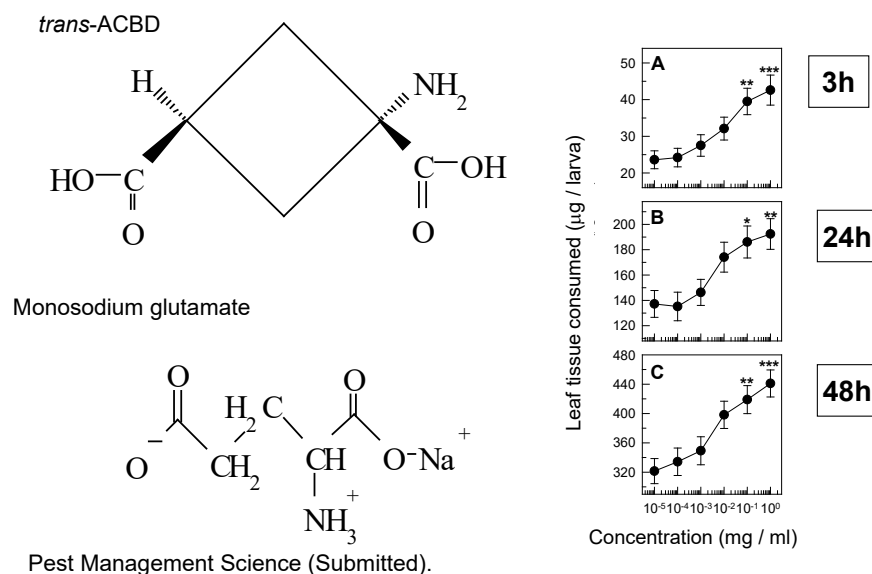 trans-ACBD
H
NH2
HO
C
O
C
OH
O
Monosodium glutamate
O
O
H2
C
O
-
CH2
CH
O-Na+
NH3+
Pest Management Science (Submitted).
Leaf tissue consumed (µg / larva)
A
** ***
50
40
30
20
3h
B
* **
200
180
160
140
120
24h
C
** ***
480
440
400
360
320
48h
10-5 10-4 10-3 10-2 10-1 100
Concentration (mg / ml)